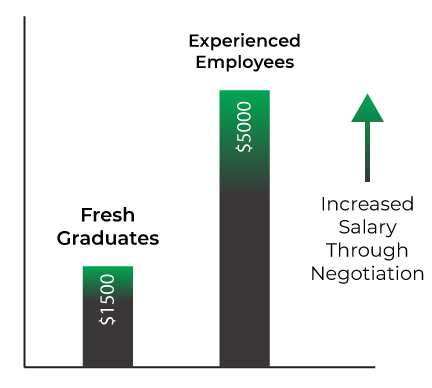 Experienced
Employees
$5000
Fresh
Graduates
$1500
Increased
Salary
Through
Negotiation